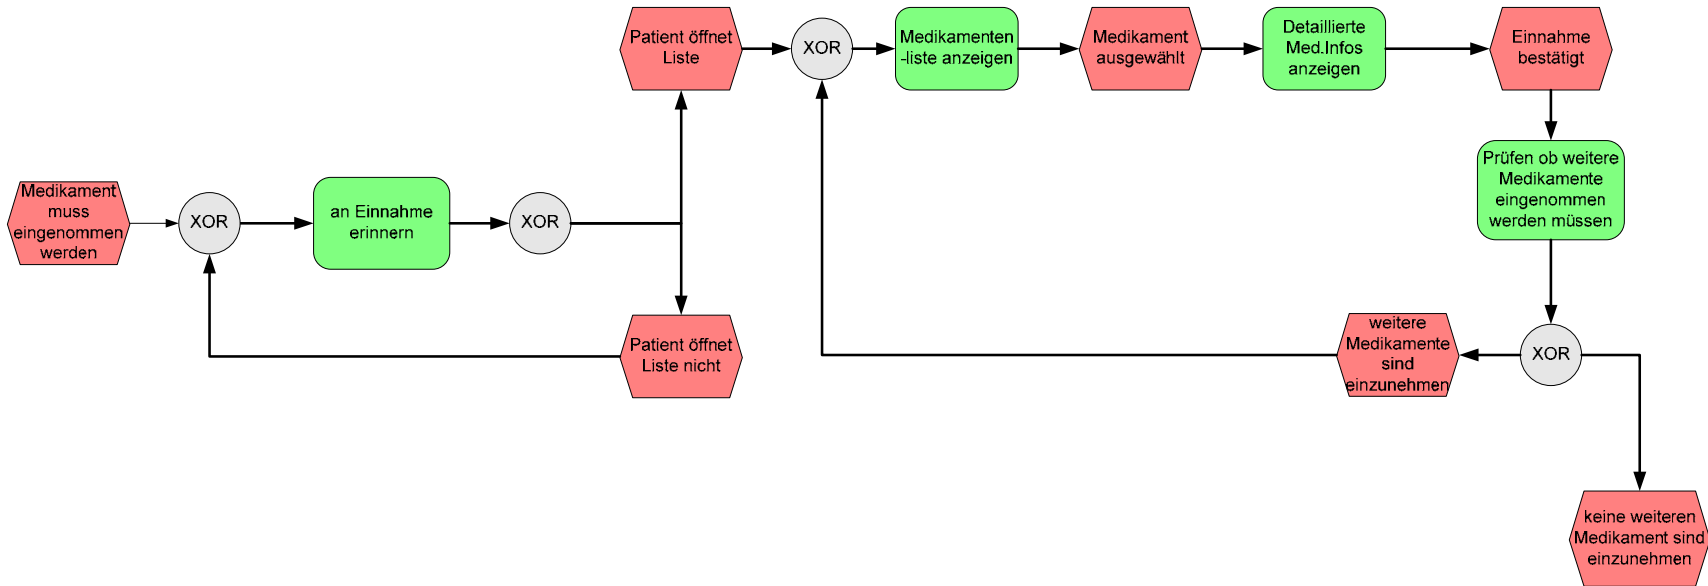 Patient öffnet
Liste
XOR
Medikamenten
-liste anzeigen
Medikament
ausgewählt
Detaillierte
Med.Infos
anzeigen
Einnahme
bestätigt
Prüfen ob weitere
Medikamente
eingenommen
werden müssen
Medikament
muss
eingenommen
werden
XOR
an Einnahme
erinnern
XOR
Patient öffnet
Liste nicht
weitere
Medikamente
sind
einzunehmen
XOR
keine weiteren
Medikament sind
einzunehmen